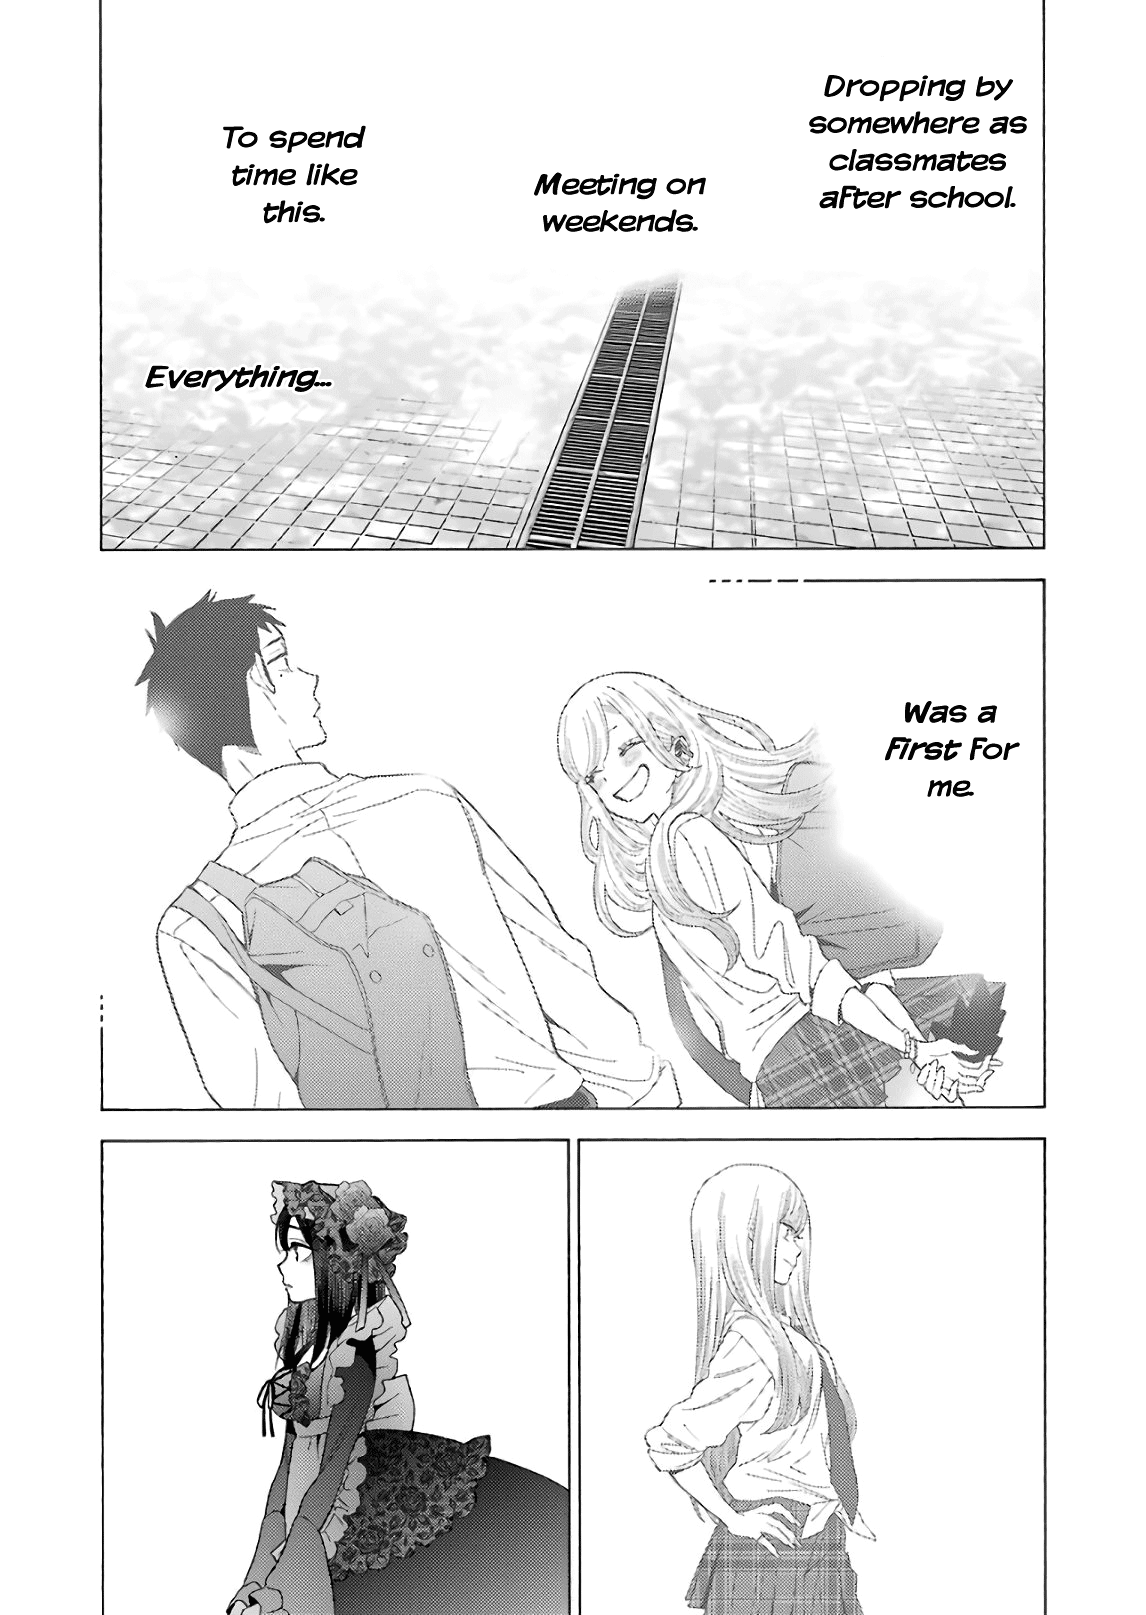 Dropping by
somewhere as
classmates
after school.
Meeting on
weekends.
To spend
time like
this.
Everything...
Was a
first for
me.